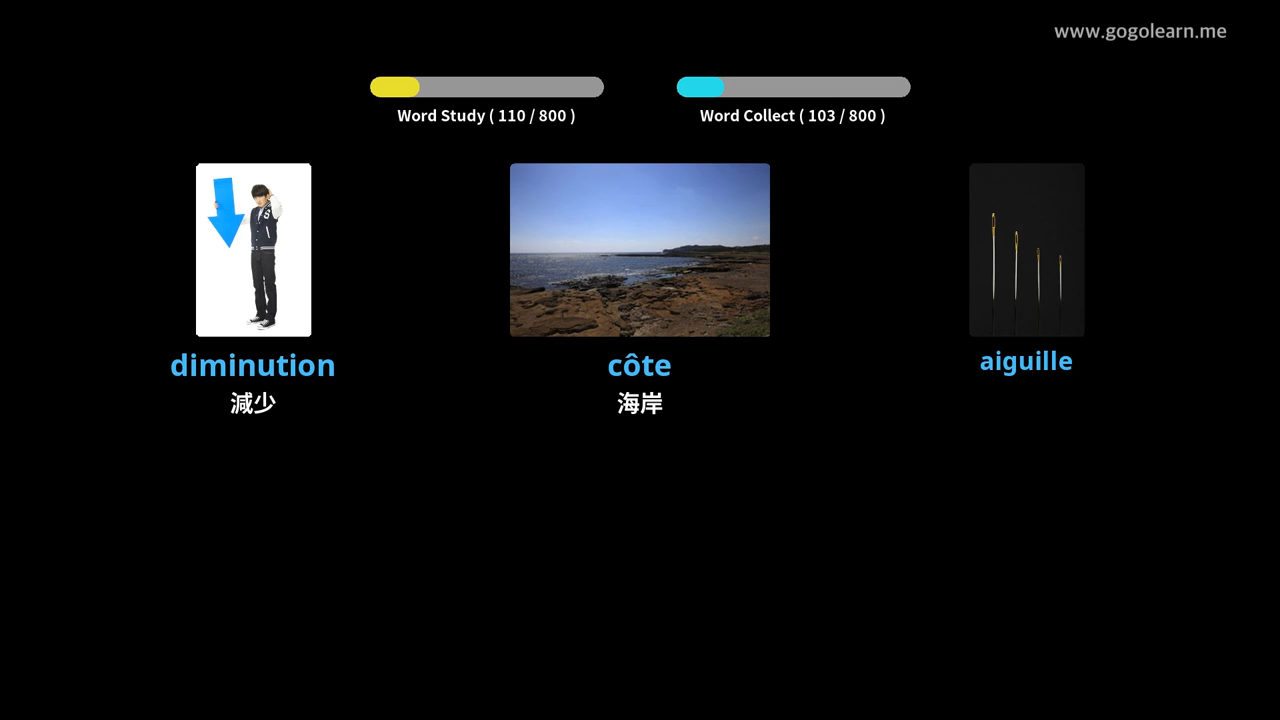 www.gogolearn.me
Word Study ( 110 / 800 )
Word Collect ( 103 / 800 )
diminution
減少
côte
海岸
aiguille